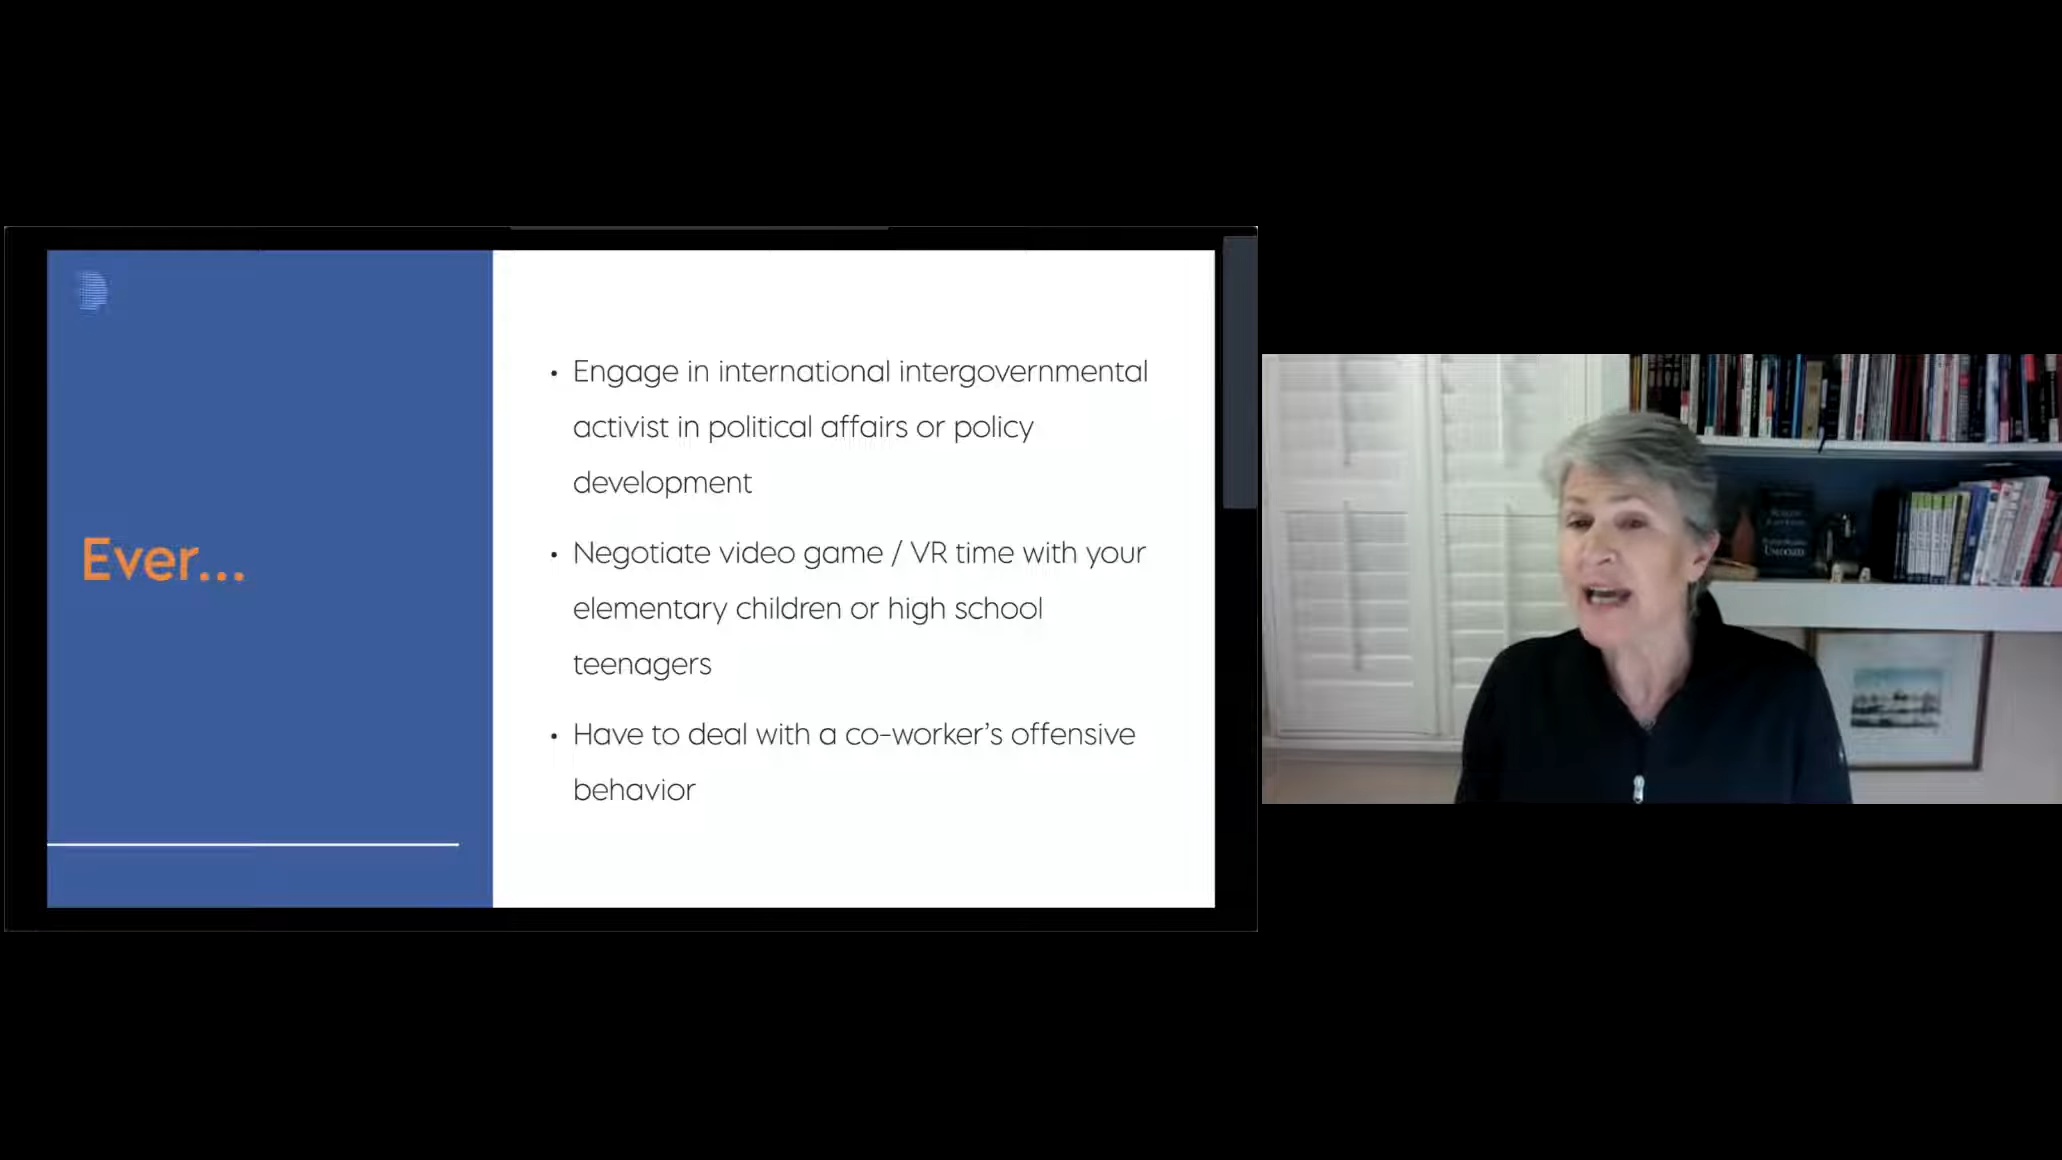 Ever...
• Engage in international intergovernmental
activist in political affairs or policy
development
• Negotiate video game / VR time with your
elementary children or high school
teenagers
• Have to deal with a co-worker’s offensive
behavior